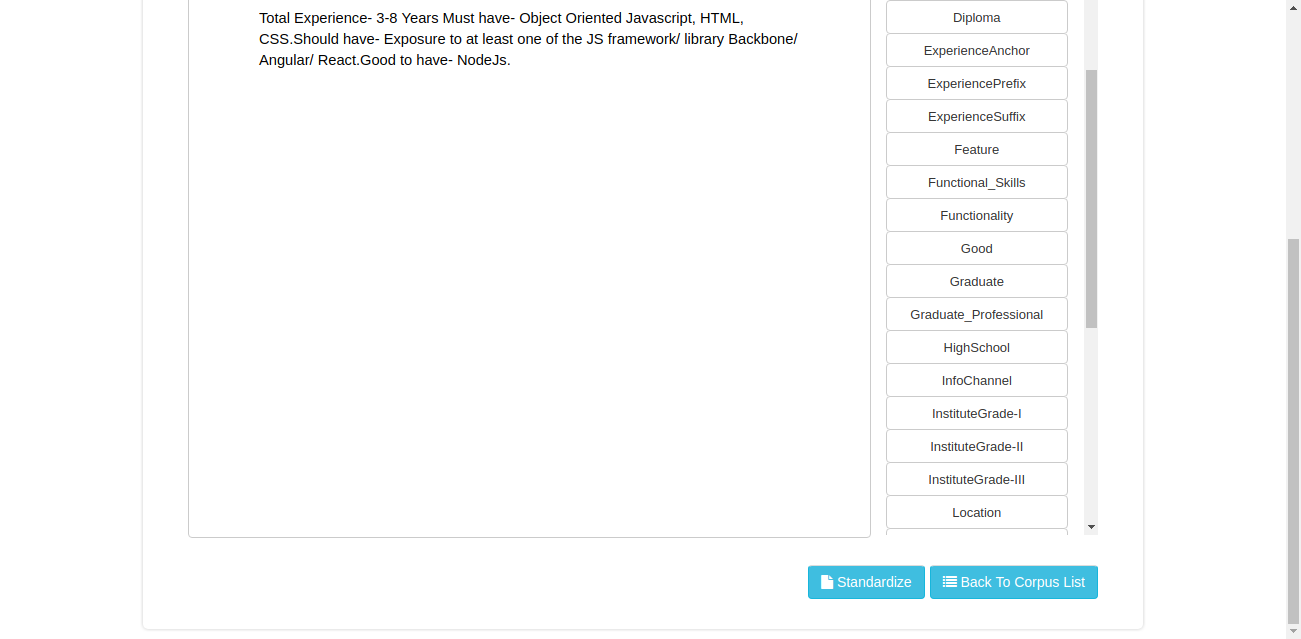 Total Experience- 3-8 Years Must have- Object Oriented Javascript, HTML,
CSS.Should have- Exposure to at least one of the JS framework/ library Backbone/
Angular/ React.Good to have- NodeJs.
Diploma
ExperienceAnchor
ExperiencePrefix
ExperienceSuffix
Feature
Functional_Skills
Functionality
Good
Graduate
Graduate_Professional
HighSchool
InfoChannel
InstituteGrade-I
InstituteGrade-II
InstituteGrade-III
Location
Standardize
Back To Corpus List